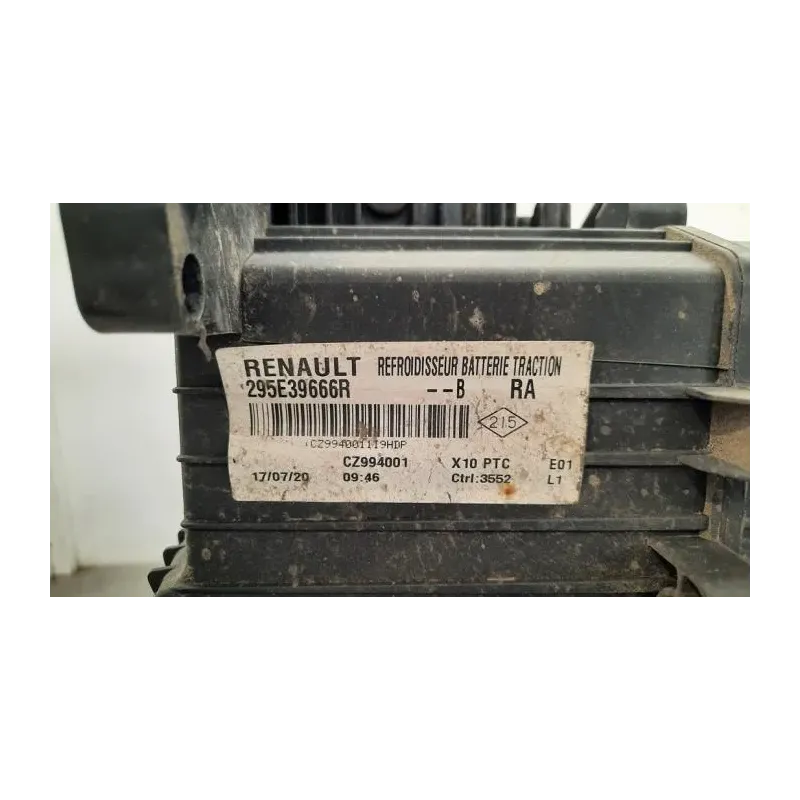 RENAULT REFROIDISSEUR BATTERIE TRACTION
295E39666R --B RA
215
CZ9940011I9HDP
CZ994001 X10 PTC E01
17/07/20 09:46 Ctrl:3552 L1